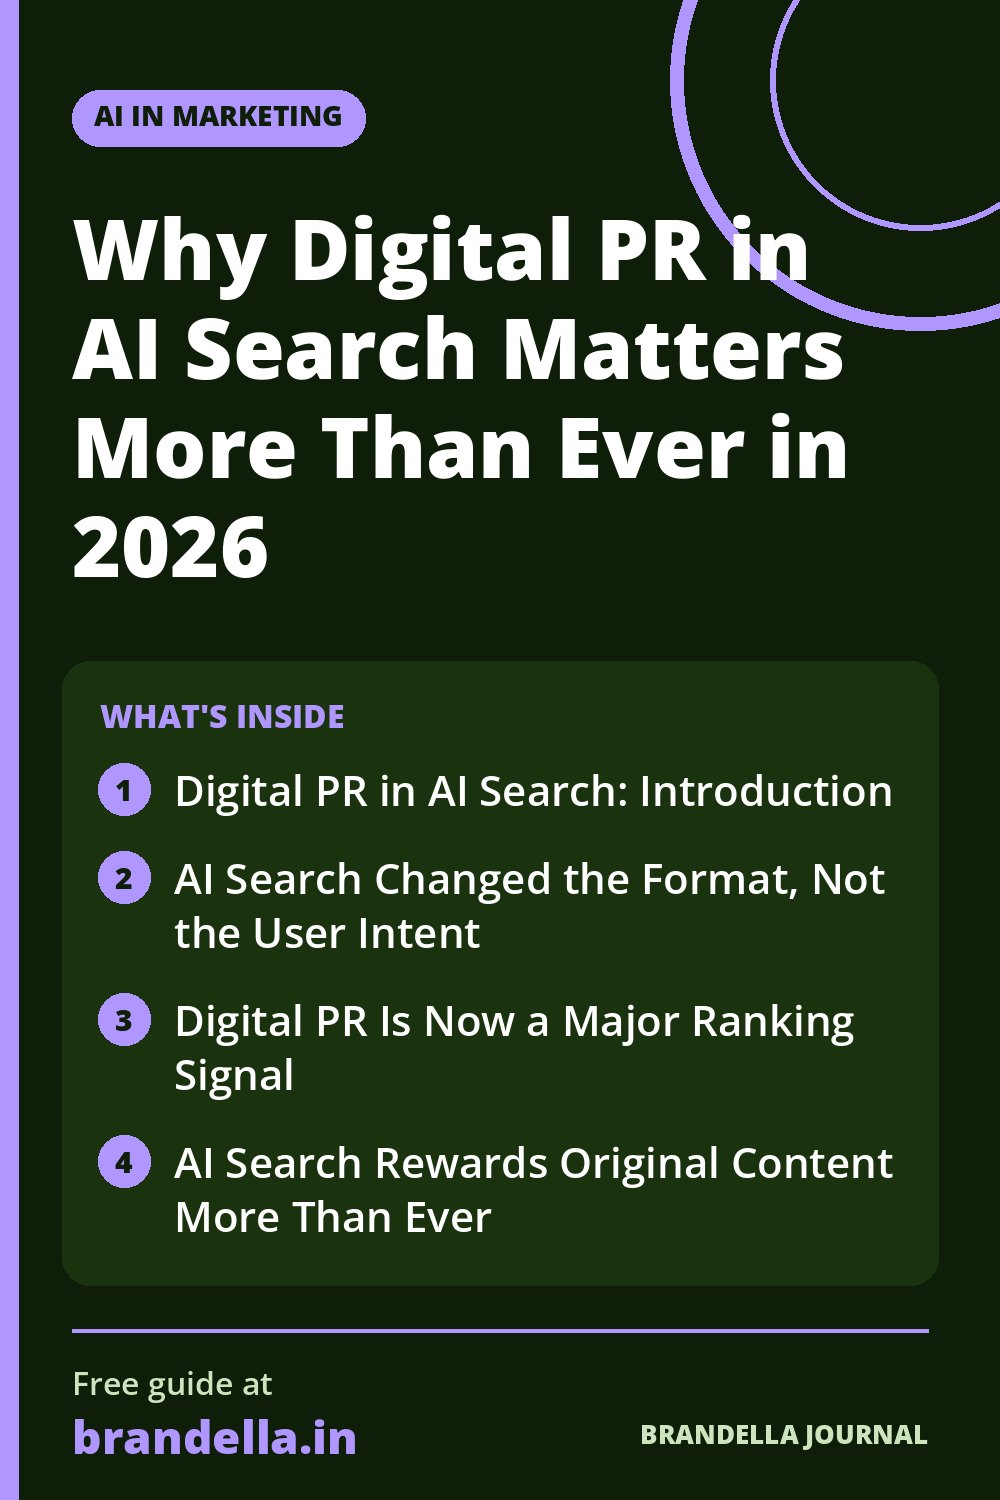 AI IN MARKETING
Why Digital PR in
AI Search Matters
More Than Ever in
2026
WHAT'S INSIDE
1 Digital PR in AI Search: Introduction
2 AI Search Changed the Format, Not
the User Intent
3 Digital PR Is Now a Major Ranking
Signal
4 AI Search Rewards Original Content
More Than Ever
Free guide at
brandella.in
BRANDELLA JOURNAL